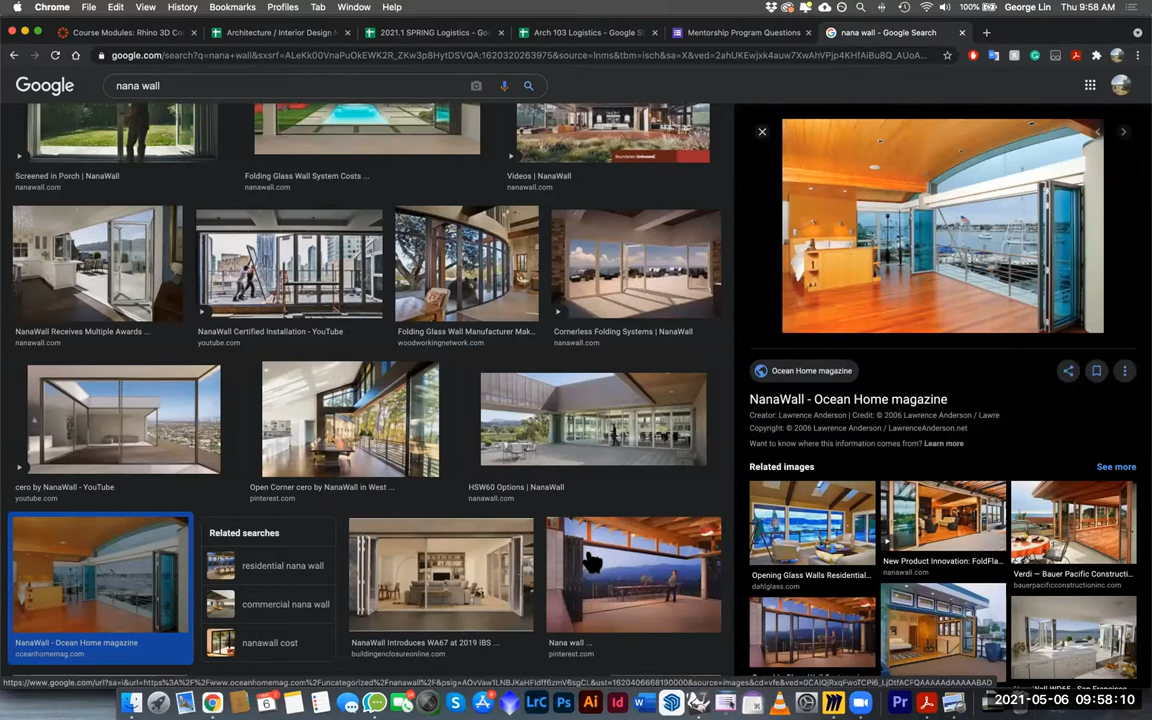 Chrome File Edit View History Bookmarks Profiles Tab Window Help 100% George Lin Thu 9:58 AM
Course Modules: Rhino 3D Co Architecture / Interior Design M 2021.1 SPRING Logistics - Goo Arch 103 Logistics - Google Sh Mentorship Program Questions nana wall - Google Search
Google nana wall
Boundaries Unbound.
Screened in Porch | NanaWall Folding Glass Wall System Costs ... Videos | NanaWall
nanawall.com nanawall.com nanawall.com
NanaWall Receives Multiple Awards ... NanaWall Certified Installation - YouTube Folding Glass Wall Manufacturer Mak... Cornerless Folding Systems | NanaWall
nanawall.com youtube.com woodworkingnetwork.com nanawall.com
cero by NanaWall - YouTube Open Corner cero by NanaWall in West ... HSW60 Options | NanaWall
youtube.com pinterest.com nanawall.com
Related searches
residential nana wall
commercial nana wall
nanawall cost
NanaWall - Ocean Home magazine NanaWall Introduces WA67 at 2019 IBS ... Nana wall ...
oceanhomemag.com buildingenclosureonline.com pinterest.com
Ocean Home magazine
NanaWall - Ocean Home magazine
Creator: Lawrence Anderson | Credit: © 2006 Lawrence Anderson / Lawre
Copyright: © 2006 Lawrence Anderson / LawrenceAnderson.net
Want to know where this information comes from? Learn more
Related images See more
Opening Glass Walls Residential... New Product Innovation: FoldFla... Verdi — Bauer Pacific Constructi...
dahlglass.com nanawall.com bauerpacificconstructioninc.com
LrC Ps Ai Id Pr
2021-05-06 09:58:10